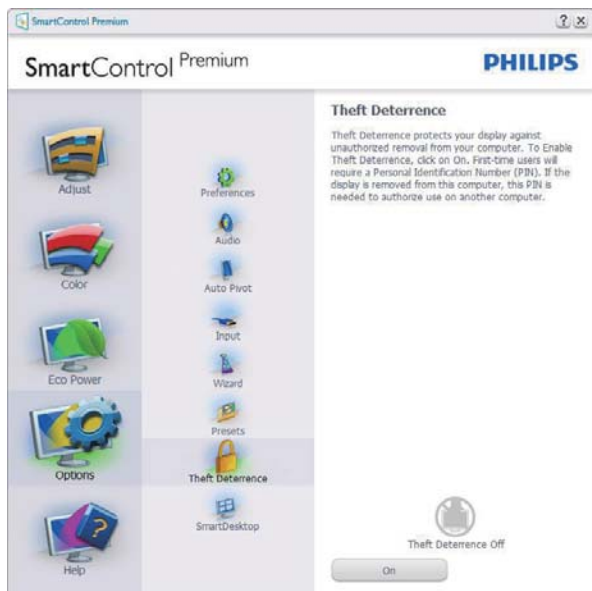 SmartControl Premium
? x
SmartControl Premium
PHILIPS
Adjust
Color
Eco Power
Options
Help
Preferences
Audio
Auto Pivot
Input
Wizard
Presets
Theft Deterrence
SmartDesktop
Theft Deterrence
Theft Deterrence protects your display against
unauthorized removal from your computer. To Enable
Theft Deterrence, click on On. First-time users will
require a Personal Identification Number (PIN). If the
display is removed from this computer, this PIN is
needed to authorize use on another computer.
Theft Deterrence Off
On